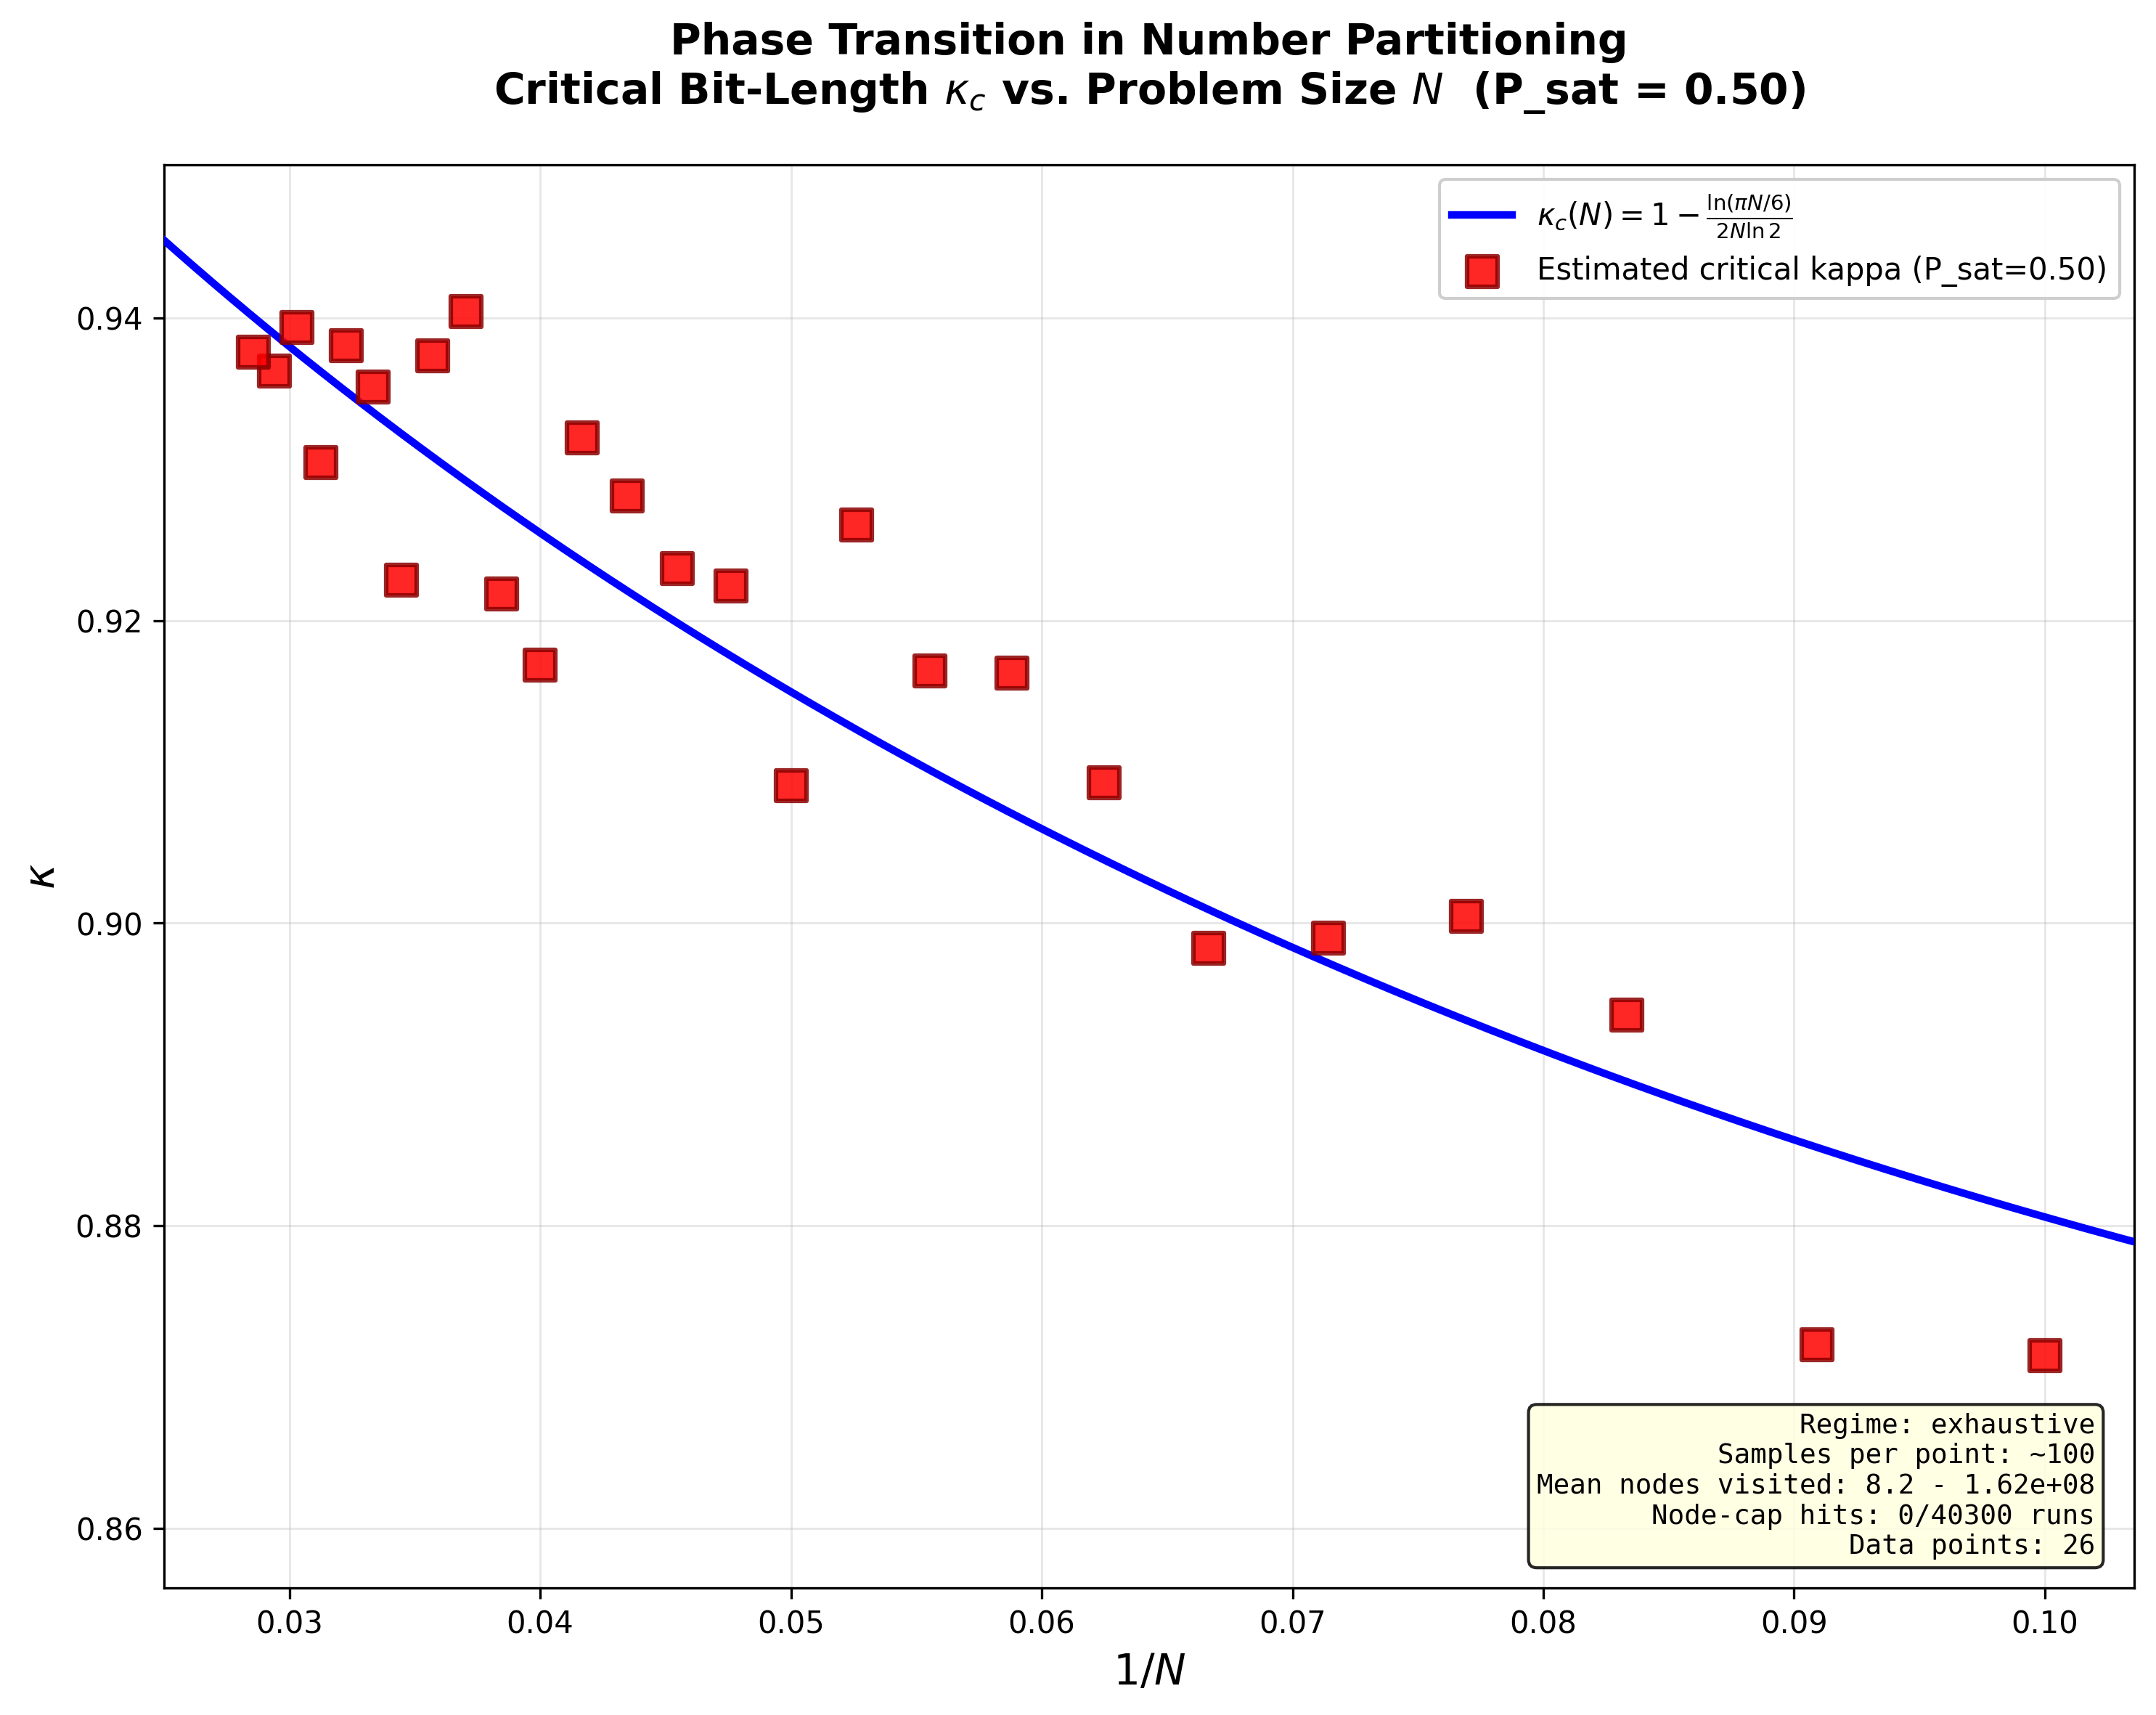 Phase Transition in Number Partitioning
Critical Bit-Length κc vs. Problem Size N (P_sat = 0.50)
κc(N) = 1 − ln(πN/6) / 2N ln 2
Estimated critical kappa (P_sat=0.50)
κ
0.94
0.92
0.90
0.88
0.86
Regime: exhaustive
Samples per point: ~100
Mean nodes visited: 8.2 - 1.62e+08
Node-cap hits: 0/40300 runs
Data points: 26
0.03 0.04 0.05 0.06 0.07 0.08 0.09 0.10
1/N